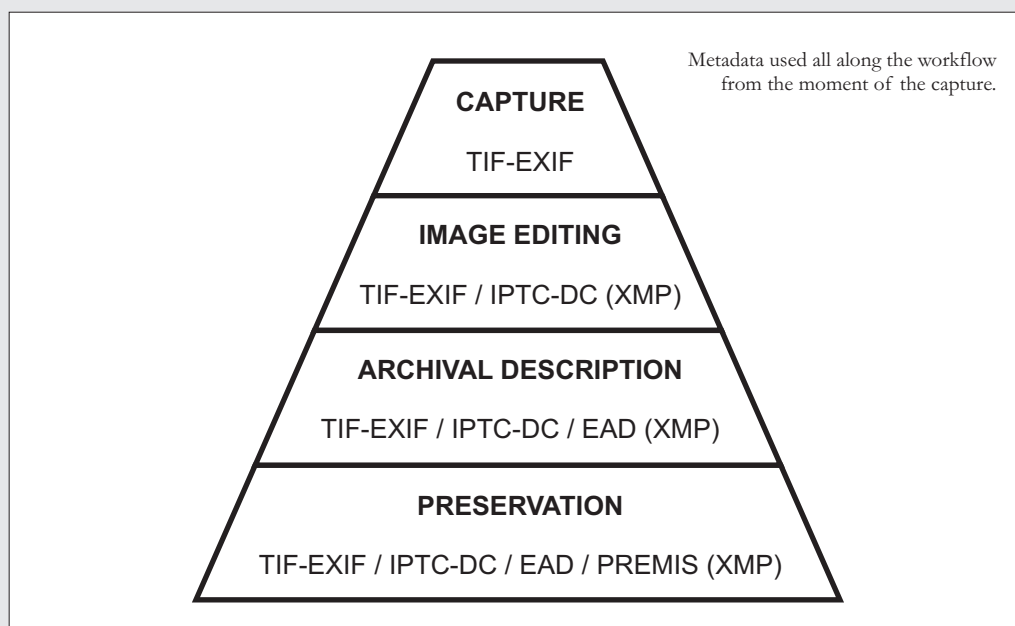 Metadata used all along the workflow
from the moment of the capture.
CAPTURE
TIF-EXIF
IMAGE EDITING
TIF-EXIF / IPTC-DC (XMP)
ARCHIVAL DESCRIPTION
TIF-EXIF / IPTC-DC / EAD (XMP)
PRESERVATION
TIF-EXIF / IPTC-DC / EAD / PREMIS (XMP)